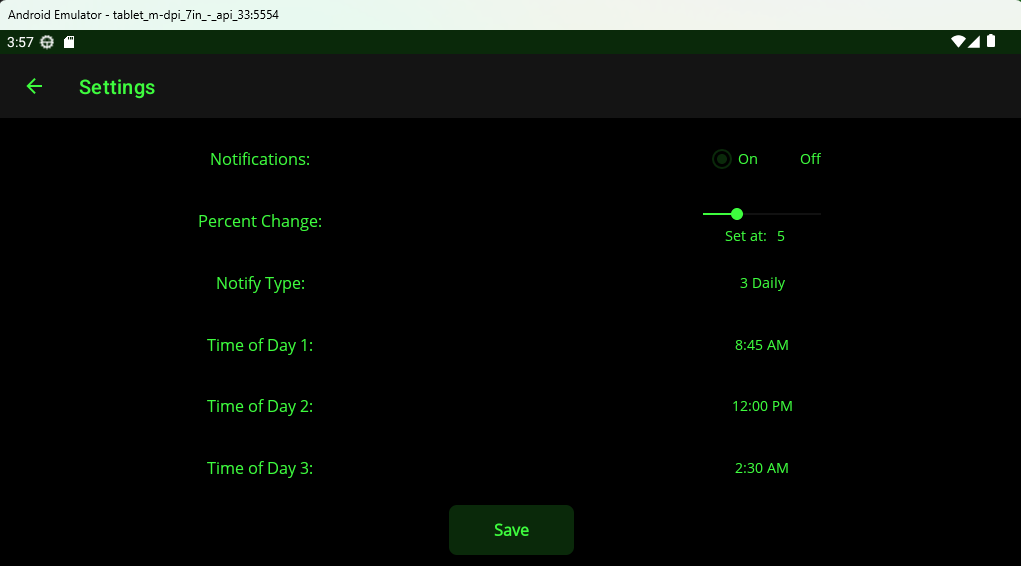 Android Emulator - tablet_m-dpi_7in_-_api_33:5554
3:57
Settings
Notifications: On Off
Percent Change:
Set at: 5
Notify Type: 3 Daily
Time of Day 1: 8:45 AM
Time of Day 2: 12:00 PM
Time of Day 3: 2:30 AM
Save